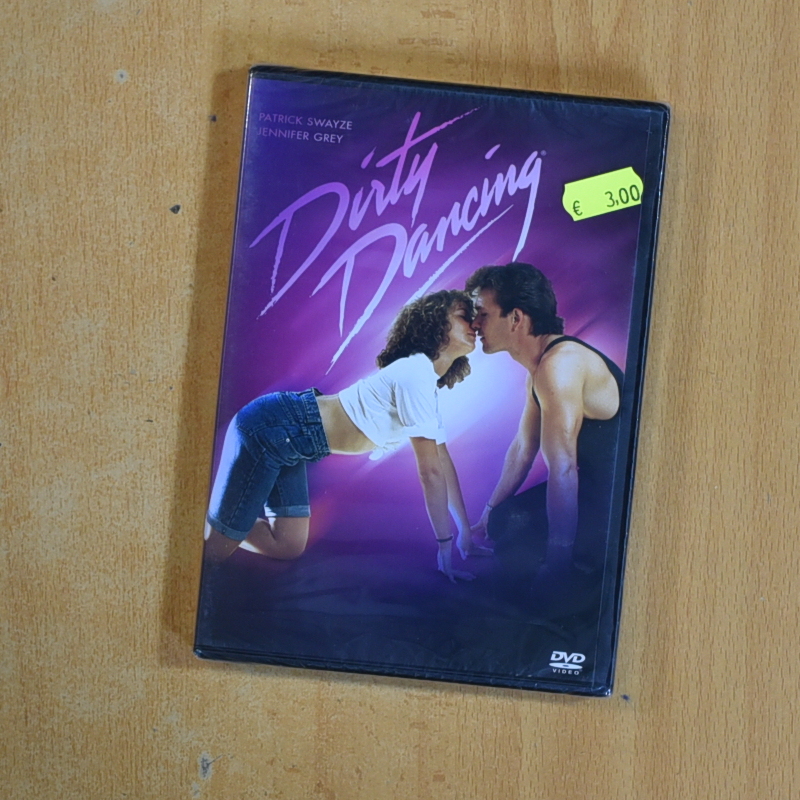 PATRICK SWAYZE
JENNIFER GREY
Dirty
Dancing
€ 3,00
DVD
VIDEO